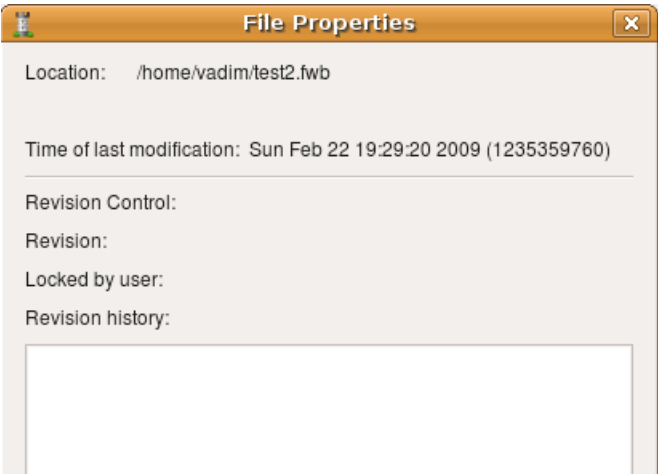 File Properties
Location: /home/vadim/test2.fwb
Time of last modification: Sun Feb 22 19:29:20 2009 (1235359760)
Revision Control:
Revision:
Locked by user:
Revision history: